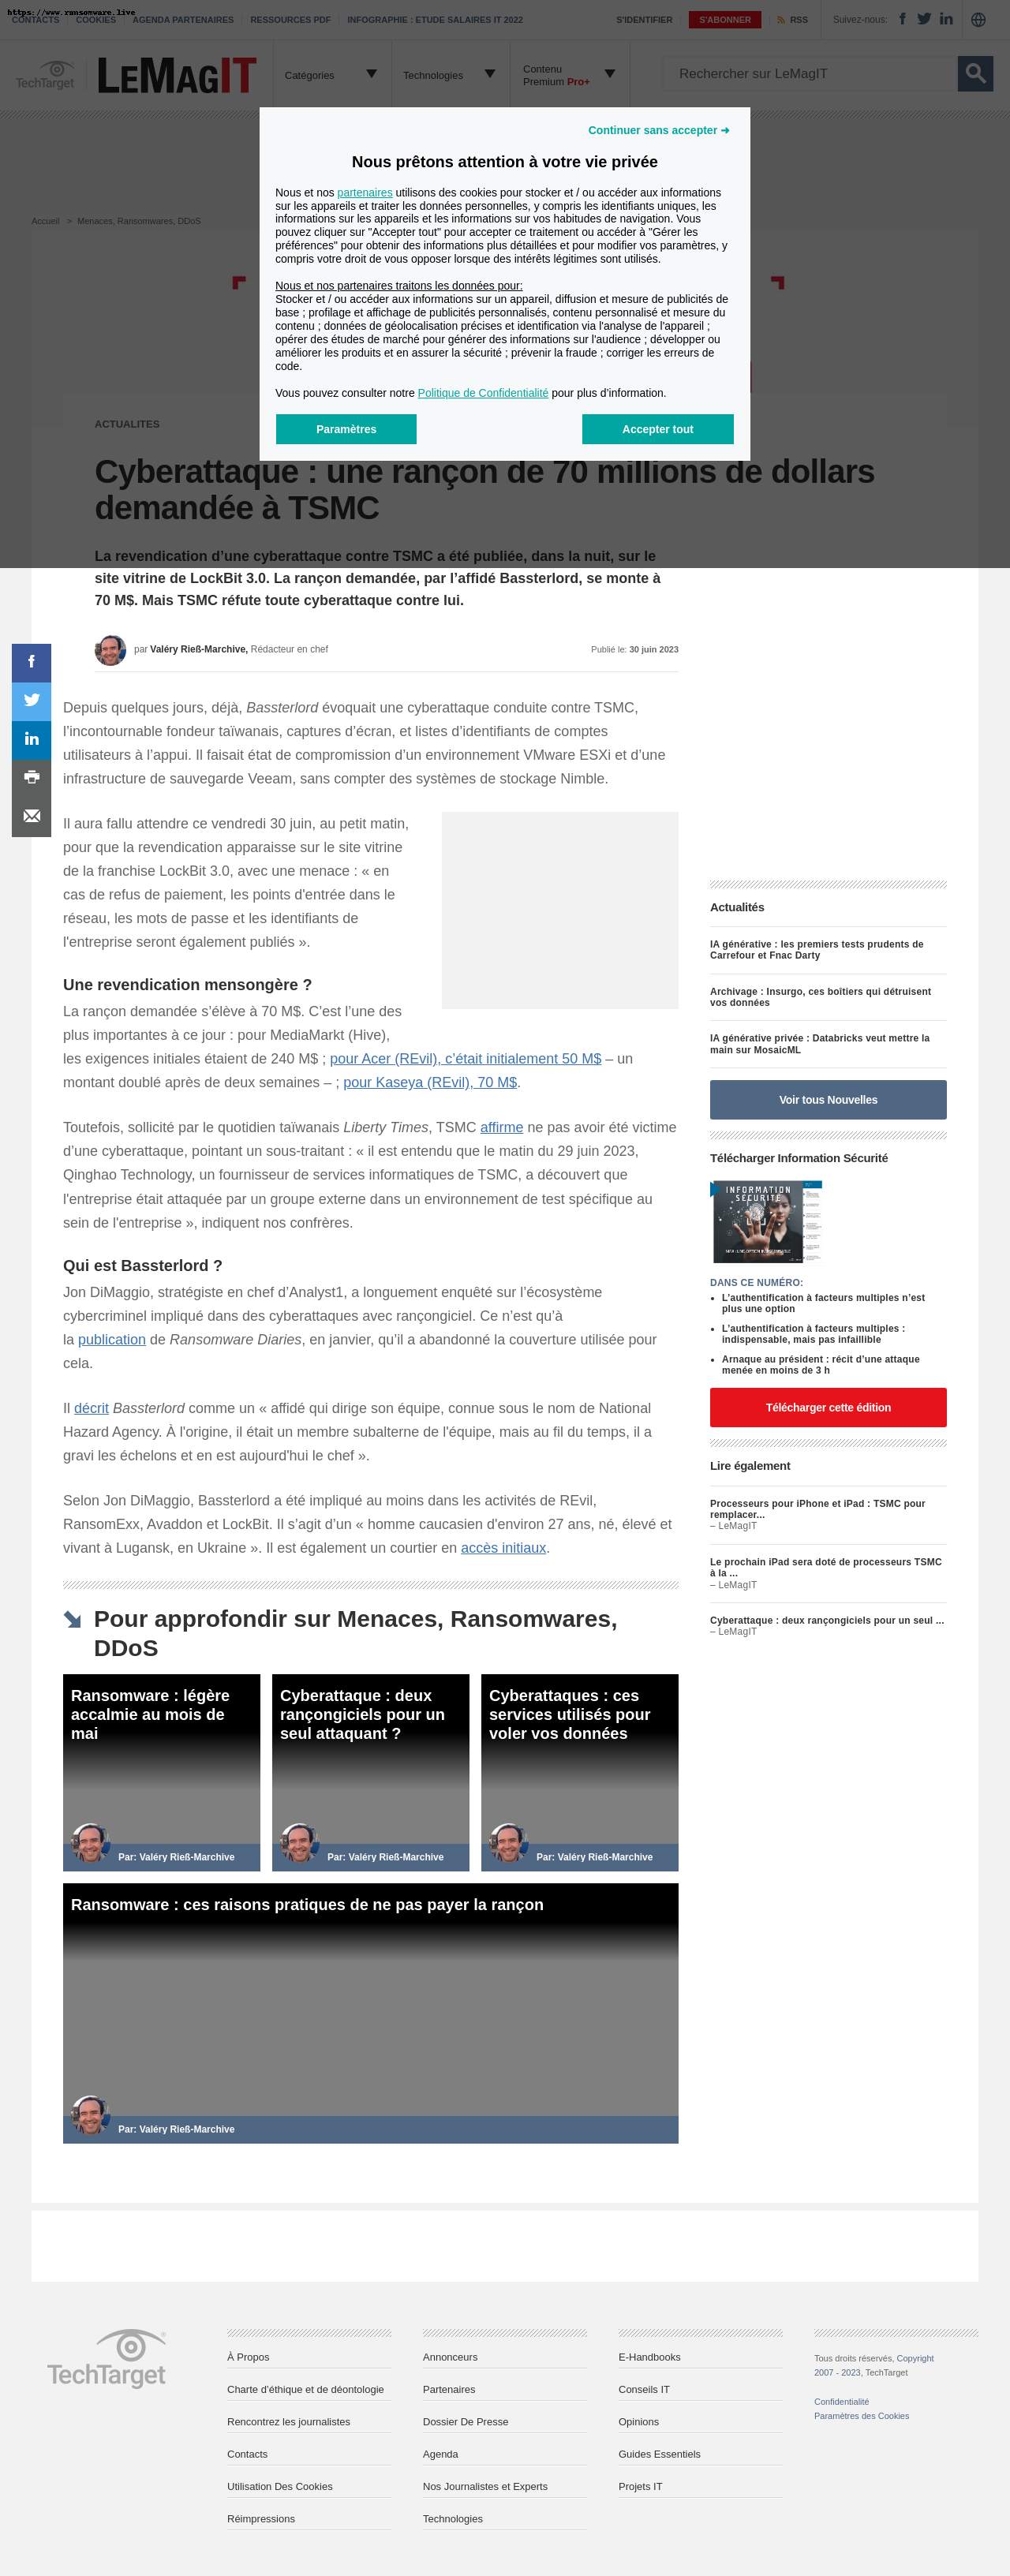 https://www.ransomware.live
CONTACTS COOKIES AGENDA PARTENAIRES RESSOURCES PDF INFOGRAPHIE : ETUDE SALAIRES IT 2022 S'IDENTIFIER S'ABONNER RSS Suivez-nous:
TechTarget LeMagIT Catégories Technologies Contenu
Premium Pro+
Rechercher sur LeMagIT
Continuer sans accepter ➜
Nous prêtons attention à votre vie privée
Nous et nos partenaires utilisons des cookies pour stocker et / ou accéder aux informations
sur les appareils et traiter les données personnelles, y compris les identifiants uniques, les
informations sur les appareils et les informations sur vos habitudes de navigation. Vous
pouvez cliquer sur "Accepter tout" pour accepter ce traitement ou accéder à "Gérer les
préférences" pour obtenir des informations plus détaillées et pour modifier vos paramètres, y
compris votre droit de vous opposer lorsque des intérêts légitimes sont utilisés.
Nous et nos partenaires traitons les données pour:
Stocker et / ou accéder aux informations sur un appareil, diffusion et mesure de publicités de
base ; profilage et affichage de publicités personnalisés, contenu personnalisé et mesure du
contenu ; données de géolocalisation précises et identification via l'analyse de l'appareil ;
opérer des études de marché pour générer des informations sur l'audience ; développer ou
améliorer les produits et en assurer la sécurité ; prévenir la fraude ; corriger les erreurs de
code.
Vous pouvez consulter notre Politique de Confidentialité pour plus d'information.
Paramètres Accepter tout
Accueil > Menaces, Ransomwares, DDoS
ACTUALITES
Cyberattaque : une rançon de 70 millions de dollars
demandée à TSMC
La revendication d’une cyberattaque contre TSMC a été publiée, dans la nuit, sur le
site vitrine de LockBit 3.0. La rançon demandée, par l’affidé Bassterlord, se monte à
70 M$. Mais TSMC réfute toute cyberattaque contre lui.
par Valéry Rieß-Marchive, Rédacteur en chef
Publié le: 30 juin 2023
Depuis quelques jours, déjà, Bassterlord évoquait une cyberattaque conduite contre TSMC,
l’incontournable fondeur taïwanais, captures d’écran, et listes d’identifiants de comptes
utilisateurs à l’appui. Il faisait état de compromission d’un environnement VMware ESXi et d’une
infrastructure de sauvegarde Veeam, sans compter des systèmes de stockage Nimble.
Il aura fallu attendre ce vendredi 30 juin, au petit matin,
pour que la revendication apparaisse sur le site vitrine
de la franchise LockBit 3.0, avec une menace : « en
cas de refus de paiement, les points d'entrée dans le
réseau, les mots de passe et les identifiants de
l'entreprise seront également publiés ».
Une revendication mensongère ?
La rançon demandée s’élève à 70 M$. C’est l’une des
plus importantes à ce jour : pour MediaMarkt (Hive),
les exigences initiales étaient de 240 M$ ; pour Acer (REvil), c’était initialement 50 M$ – un
montant doublé après de deux semaines – ; pour Kaseya (REvil), 70 M$.
Toutefois, sollicité par le quotidien taïwanais Liberty Times, TSMC affirme ne pas avoir été victime
d’une cyberattaque, pointant un sous-traitant : « il est entendu que le matin du 29 juin 2023,
Qinghao Technology, un fournisseur de services informatiques de TSMC, a découvert que
l'entreprise était attaquée par un groupe externe dans un environnement de test spécifique au
sein de l'entreprise », indiquent nos confrères.
Qui est Bassterlord ?
Jon DiMaggio, stratégiste en chef d’Analyst1, a longuement enquêté sur l’écosystème
cybercriminel impliqué dans des cyberattaques avec rançongiciel. Ce n’est qu’à
la publication de Ransomware Diaries, en janvier, qu’il a abandonné la couverture utilisée pour
cela.
Il décrit Bassterlord comme un « affidé qui dirige son équipe, connue sous le nom de National
Hazard Agency. À l'origine, il était un membre subalterne de l'équipe, mais au fil du temps, il a
gravi les échelons et en est aujourd'hui le chef ».
Selon Jon DiMaggio, Bassterlord a été impliqué au moins dans les activités de REvil,
RansomExx, Avaddon et LockBit. Il s’agit d’un « homme caucasien d'environ 27 ans, né, élevé et
vivant à Lugansk, en Ukraine ». Il est également un courtier en accès initiaux.
Actualités
IA générative : les premiers tests prudents de
Carrefour et Fnac Darty
Archivage : Insurgo, ces boîtiers qui détruisent
vos données
IA générative privée : Databricks veut mettre la
main sur MosaicML
Voir tous Nouvelles
Télécharger Information Sécurité
INFORMATION
SÉCURITÉ
DANS CE NUMÉRO:
• L’authentification à facteurs multiples n’est
plus une option
• L’authentification à facteurs multiples :
indispensable, mais pas infaillible
• Arnaque au président : récit d’une attaque
menée en moins de 3 h
Télécharger cette édition
Lire également
Processeurs pour iPhone et iPad : TSMC pour
remplacer...
– LeMagIT
Le prochain iPad sera doté de processeurs TSMC
à la ...
– LeMagIT
Cyberattaque : deux rançongiciels pour un seul ...
– LeMagIT
Pour approfondir sur Menaces, Ransomwares,
DDoS
Ransomware : légère
accalmie au mois de
mai
Par: Valéry Rieß-Marchive
Cyberattaque : deux
rançongiciels pour un
seul attaquant ?
Par: Valéry Rieß-Marchive
Cyberattaques : ces
services utilisés pour
voler vos données
Par: Valéry Rieß-Marchive
Ransomware : ces raisons pratiques de ne pas payer la rançon
Par: Valéry Rieß-Marchive
TechTarget
À Propos
Charte d’éthique et de déontologie
Rencontrez les journalistes
Contacts
Utilisation Des Cookies
Réimpressions
Annonceurs
Partenaires
Dossier De Presse
Agenda
Nos Journalistes et Experts
Technologies
E-Handbooks
Conseils IT
Opinions
Guides Essentiels
Projets IT
Tous droits réservés, Copyright
2007 - 2023, TechTarget
Confidentialité
Paramètres des Cookies